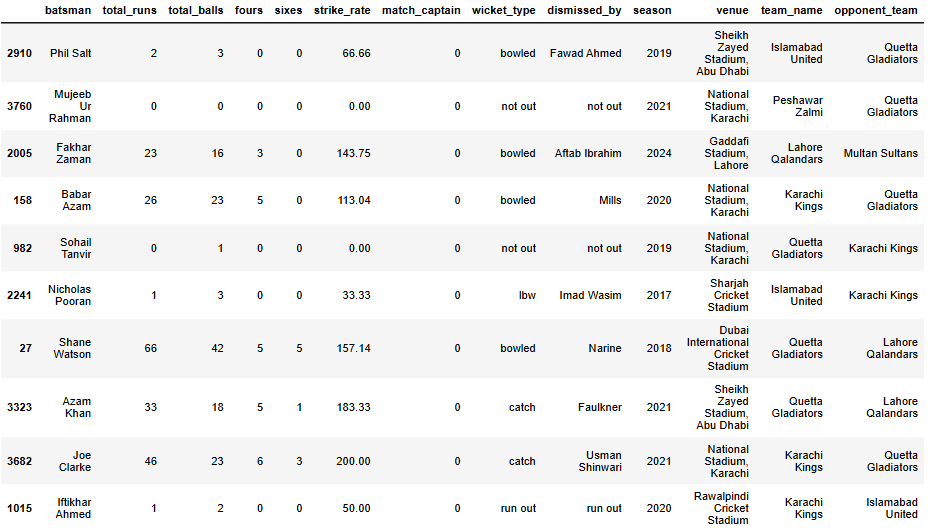 batsman total_runs total_balls fours sixes strike_rate match_captain wicket_type dismissed_by season venue team_name opponent_team
2910 Phil Salt 2 3 0 0 66.66 0 bowled Fawad Ahmed 2019 Sheikh Zayed Stadium, Abu Dhabi Islamabad United Quetta Gladiators
3760 Mujeeb Ur Rahman 0 0 0 0 0.00 0 not out not out 2021 National Stadium, Karachi Peshawar Zalmi Quetta Gladiators
2005 Fakhar Zaman 23 16 3 0 143.75 0 bowled Aftab Ibrahim 2024 Gaddafi Stadium, Lahore Lahore Qalandars Multan Sultans
158 Babar Azam 26 23 5 0 113.04 0 bowled Mills 2020 National Stadium, Karachi Karachi Kings Quetta Gladiators
982 Sohail Tanvir 0 1 0 0 0.00 0 not out not out 2019 National Stadium, Karachi Quetta Gladiators Karachi Kings
2241 Nicholas Pooran 1 3 0 0 33.33 0 lbw Imad Wasim 2017 Sharjah Cricket Stadium Islamabad United Karachi Kings
27 Shane Watson 66 42 5 5 157.14 0 bowled Narine 2018 Dubai International Cricket Stadium Quetta Gladiators Lahore Qalandars
3323 Azam Khan 33 18 5 1 183.33 0 catch Faulkner 2021 Sheikh Zayed Stadium, Abu Dhabi Quetta Gladiators Lahore Qalandars
3682 Joe Clarke 46 23 6 3 200.00 0 catch Usman Shinwari 2021 National Stadium, Karachi Karachi Kings Quetta Gladiators
1015 Iftikhar Ahmed 1 2 0 0 50.00 0 run out run out 2020 Rawalpindi Cricket Stadium Karachi Kings Islamabad United